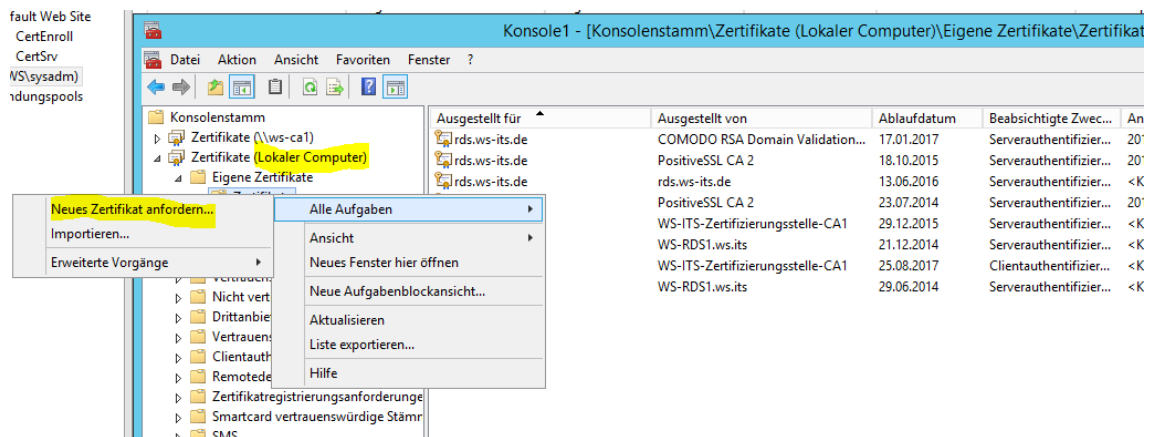 fault Web Site
CertEnroll
CertSrv
WS\sysadm)
ndungspools
Konsole1 - [Konsolenstamm\Zertifikate (Lokaler Computer)\Eigene Zertifikate\Zertifikat
Datei Aktion Ansicht Favoriten Fenster ?
Konsolenstamm
Zertifikate (\\ws-ca1)
Zertifikate (Lokaler Computer)
Eigene Zertifikate
Ausgestellt für Ausgestellt von Ablaufdatum Beabsichtigte Zwec... An
rds.ws-its.de COMODO RSA Domain Validation... 17.01.2017 Serverauthentifizier... 20
rds.ws-its.de PositiveSSL CA 2 18.10.2015 Serverauthentifizier... 20
rds.ws-its.de rds.ws-its.de 13.06.2016 Serverauthentifizier... <K
PositiveSSL CA 2 23.07.2014 Serverauthentifizier... 20
WS-ITS-Zertifizierungsstelle-CA1 29.12.2015 Serverauthentifizier... <K
WS-RDS1.ws.its 21.12.2014 Serverauthentifizier... <K
WS-ITS-Zertifizierungsstelle-CA1 25.08.2017 Clientauthentifizier... <K
WS-RDS1.ws.its 29.06.2014 Serverauthentifizier... <K
Neues Zertifikat anfordern...
Importieren...
Erweiterte Vorgänge
Alle Aufgaben
Ansicht
Neues Fenster hier öffnen
Neue Aufgabenblockansicht...
Aktualisieren
Liste exportieren...
Hilfe
Nicht vert
Drittanbie
Vertrauens
Clientauth
Remotede
Zertifikatregistrierungsanforderunge
Smartcard vertrauenswürdige Stämr
SMS